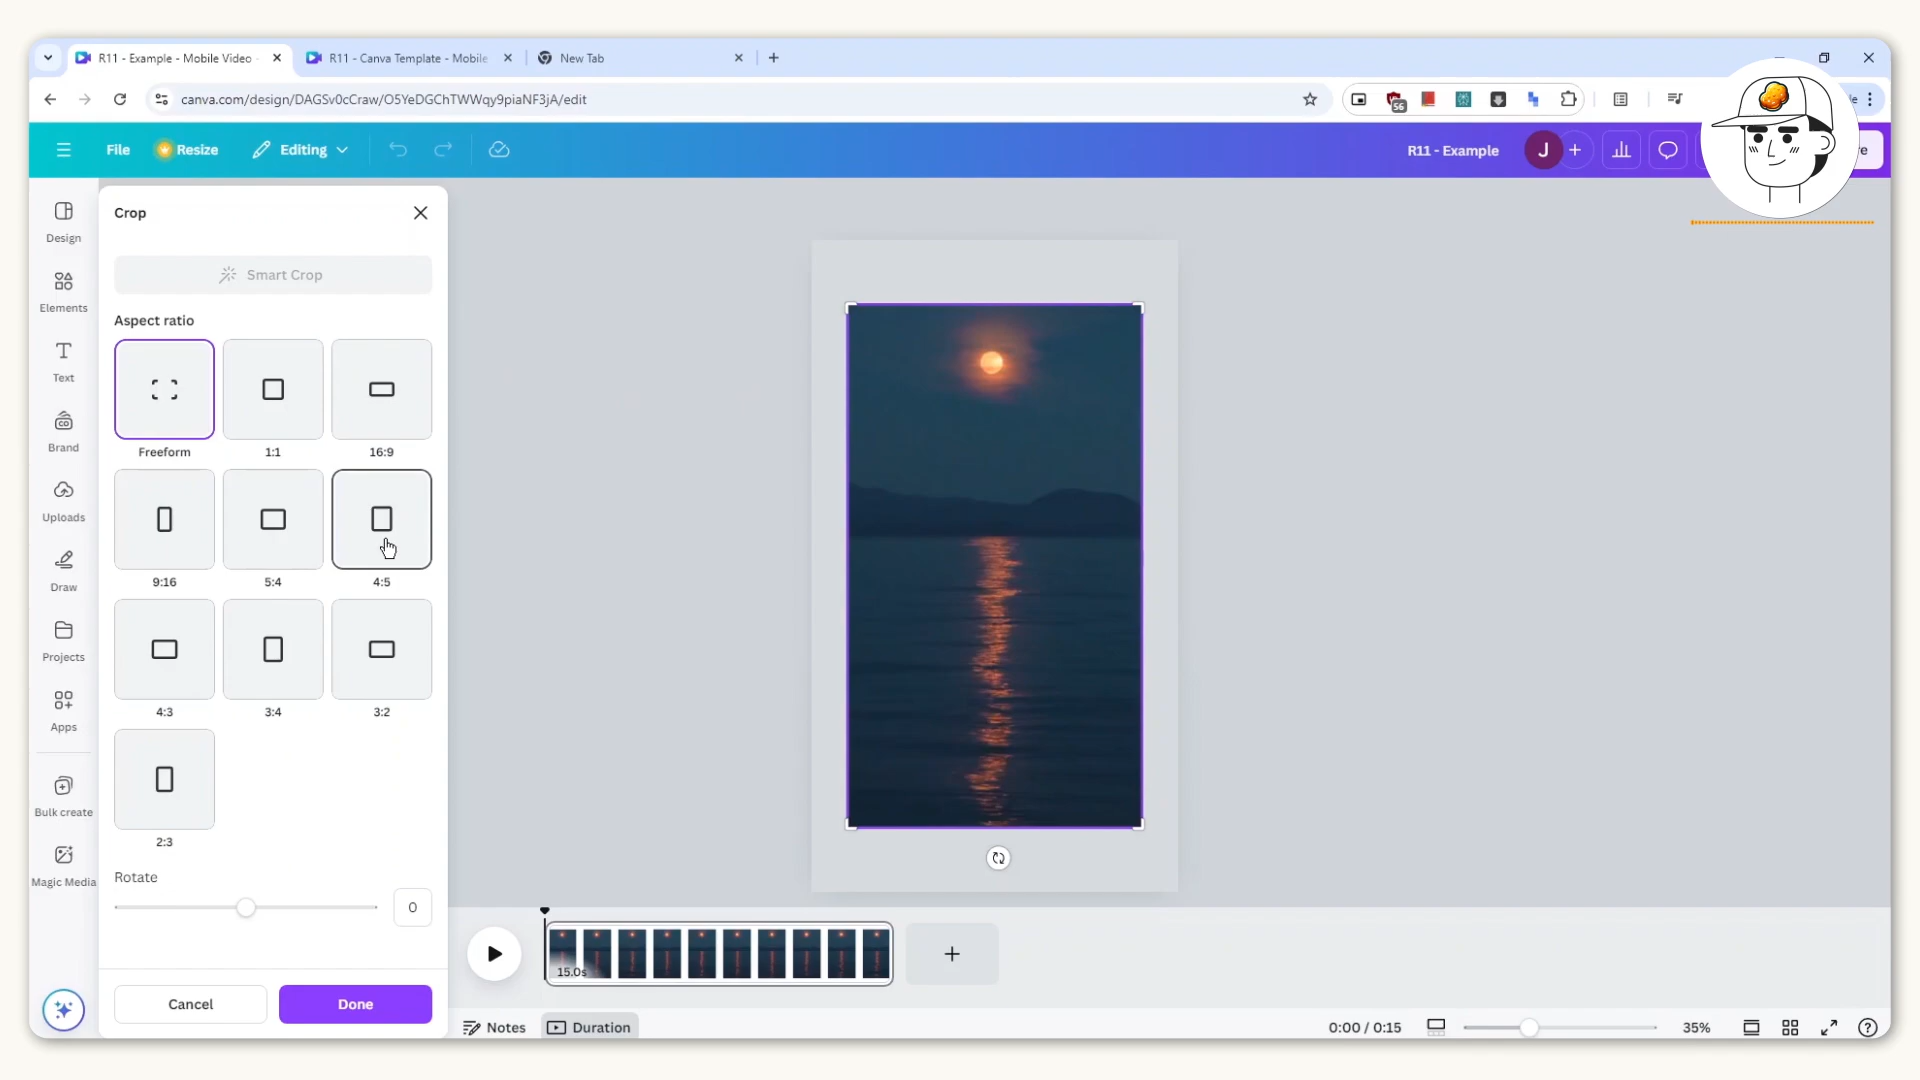 R11 - Example - Mobile Video
R11 - Canva Template - Mobile
New Tab
canva.com/design/DAGSv0cCraw/O5YeDGChTWWqy9piaNF3jA/edit
56
File
Resize
Editing
R11 - Example
J
Design
Elements
Text
Brand
Uploads
Draw
Projects
Apps
Bulk create
Magic Media
Crop
Smart Crop
Aspect ratio
Freeform
1:1
16:9
9:16
5:4
4:5
4:3
3:4
3:2
2:3
Rotate
0
Cancel
Done
15.0s
Notes
Duration
0:00 / 0:15
35%